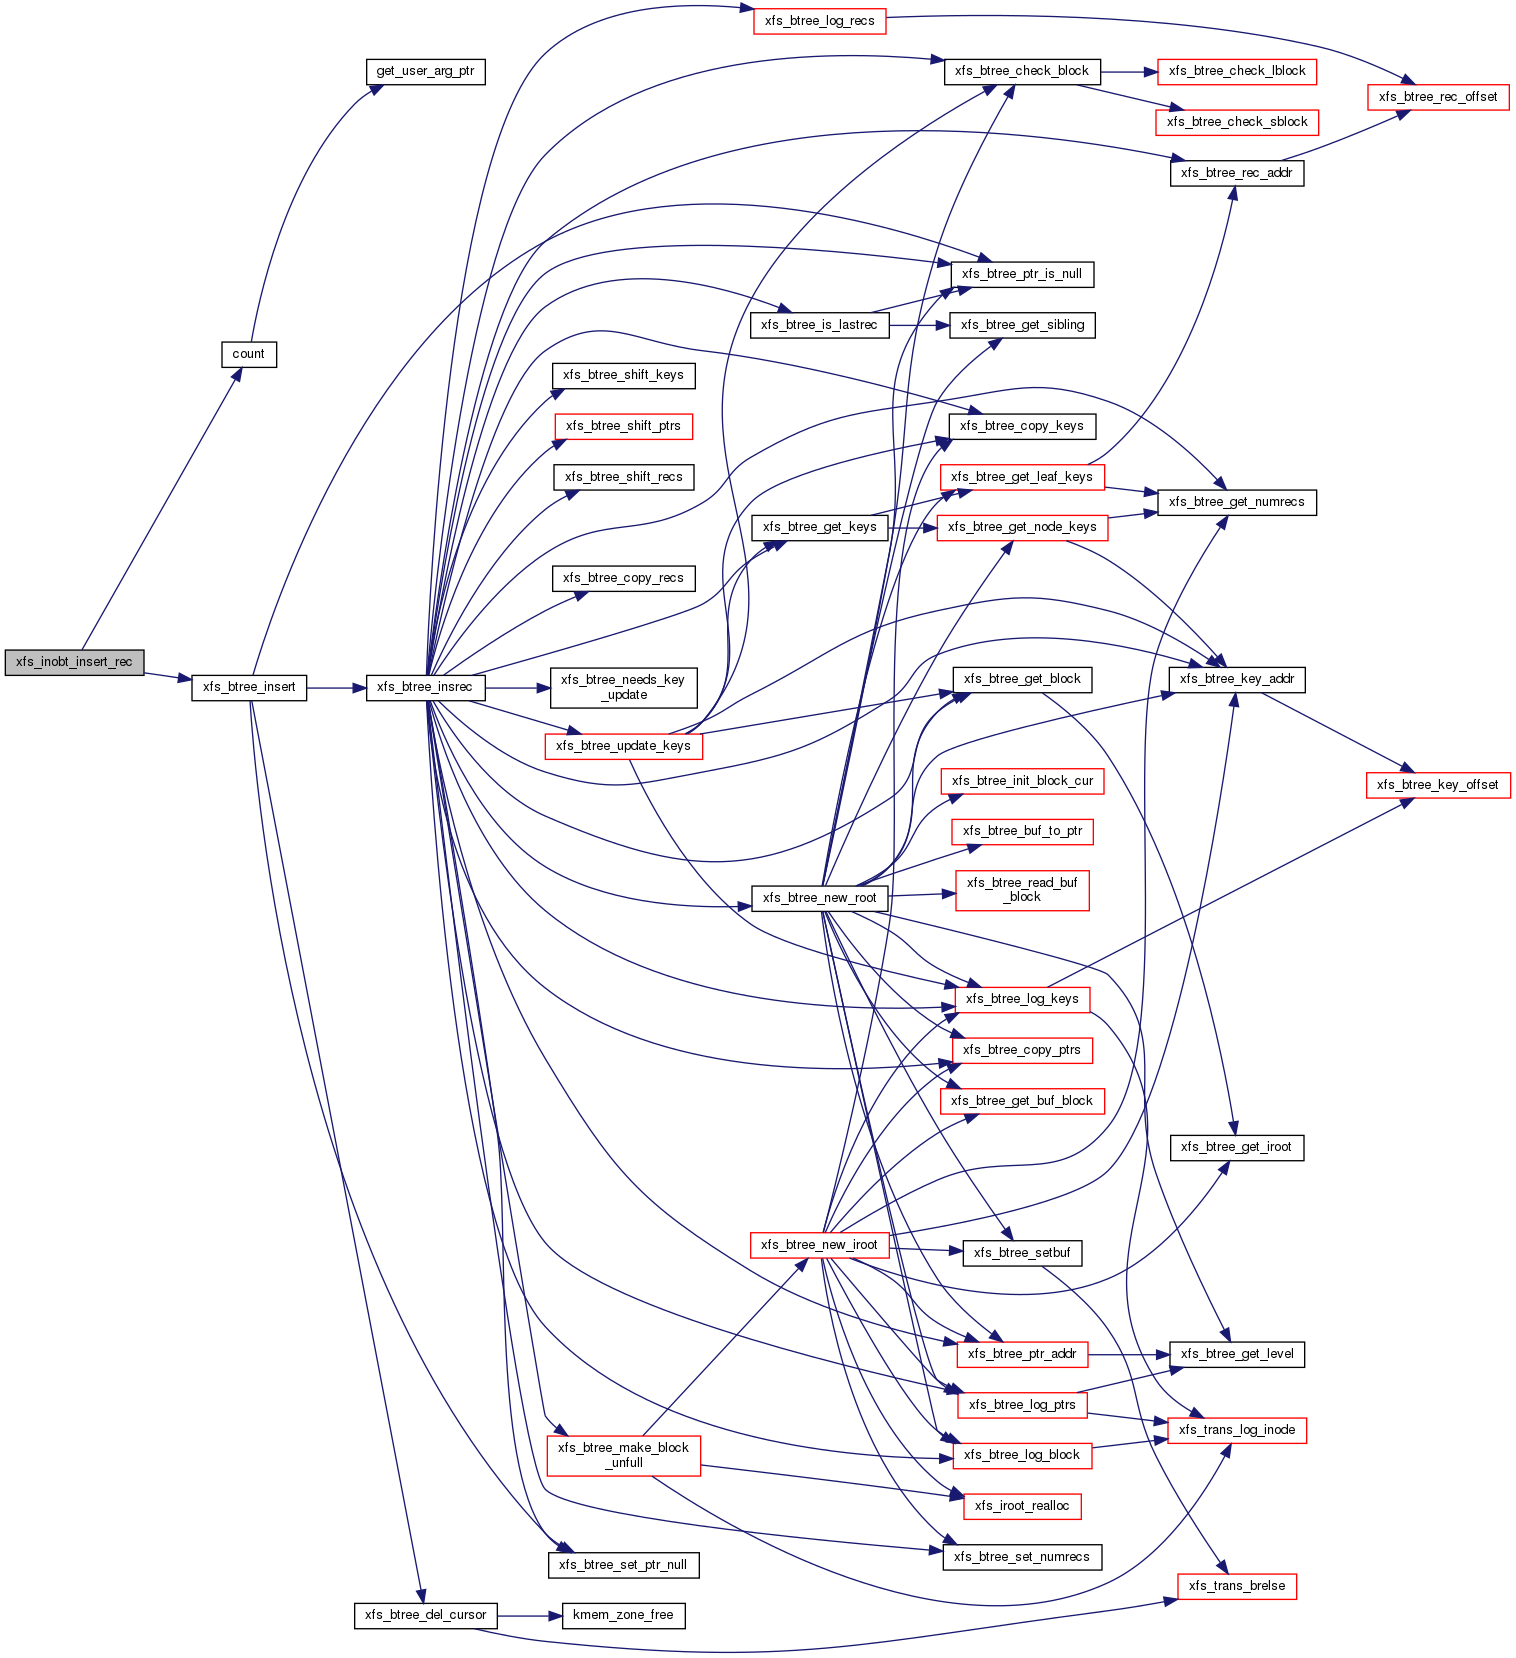 xfs_btree_log_recs
get_user_arg_ptr
xfs_btree_check_block
xfs_btree_check_lblock
xfs_btree_rec_offset
xfs_btree_check_sblock
xfs_btree_rec_addr
xfs_btree_ptr_is_null
xfs_btree_is_lastrec
xfs_btree_get_sibling
count
xfs_btree_shift_keys
xfs_btree_shift_ptrs
xfs_btree_copy_keys
xfs_btree_shift_recs
xfs_btree_get_leaf_keys
xfs_btree_get_numrecs
xfs_btree_get_keys
xfs_btree_get_node_keys
xfs_btree_copy_recs
xfs_inobt_insert_rec
xfs_btree_insert
xfs_btree_insrec
xfs_btree_needs_key
_update
xfs_btree_get_block
xfs_btree_key_addr
xfs_btree_update_keys
xfs_btree_init_block_cur
xfs_btree_key_offset
xfs_btree_buf_to_ptr
xfs_btree_new_root
xfs_btree_read_buf
_block
xfs_btree_log_keys
xfs_btree_copy_ptrs
xfs_btree_get_buf_block
xfs_btree_get_iroot
xfs_btree_new_iroot
xfs_btree_setbuf
xfs_btree_ptr_addr
xfs_btree_get_level
xfs_btree_log_ptrs
xfs_trans_log_inode
xfs_btree_make_block
_unfull
xfs_btree_log_block
xfs_iroot_realloc
xfs_btree_set_ptr_null
xfs_btree_set_numrecs
xfs_trans_brelse
xfs_btree_del_cursor
kmem_zone_free